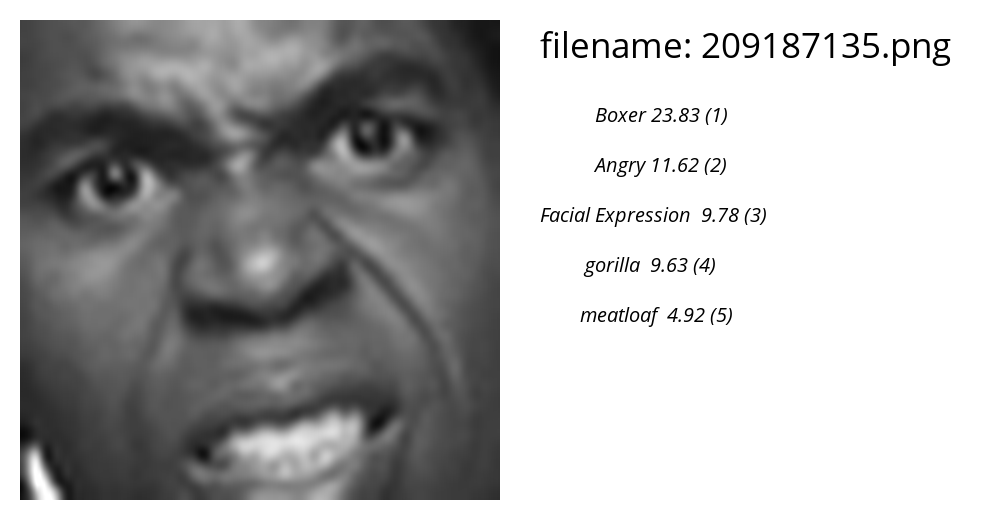 filename: 209187135.png
Boxer 23.83 (1)
Angry 11.62 (2)
Facial Expression 9.78 (3)
gorilla 9.63 (4)
meatloaf 4.92 (5)